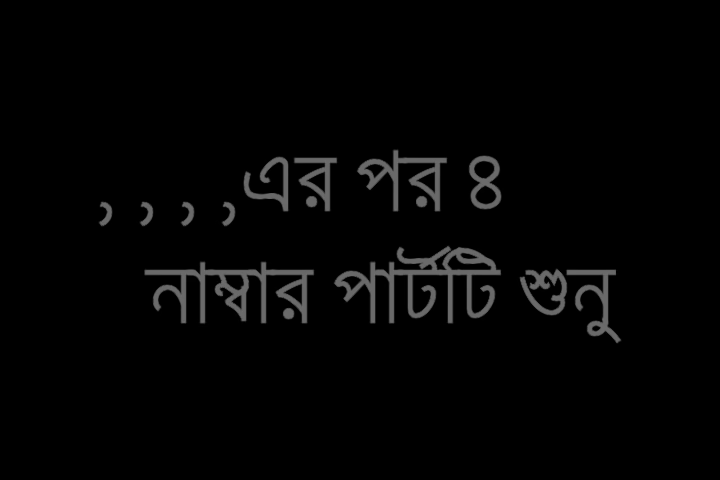 , , , ,এর পর ৪
নাম্বার পার্টটি শুনু